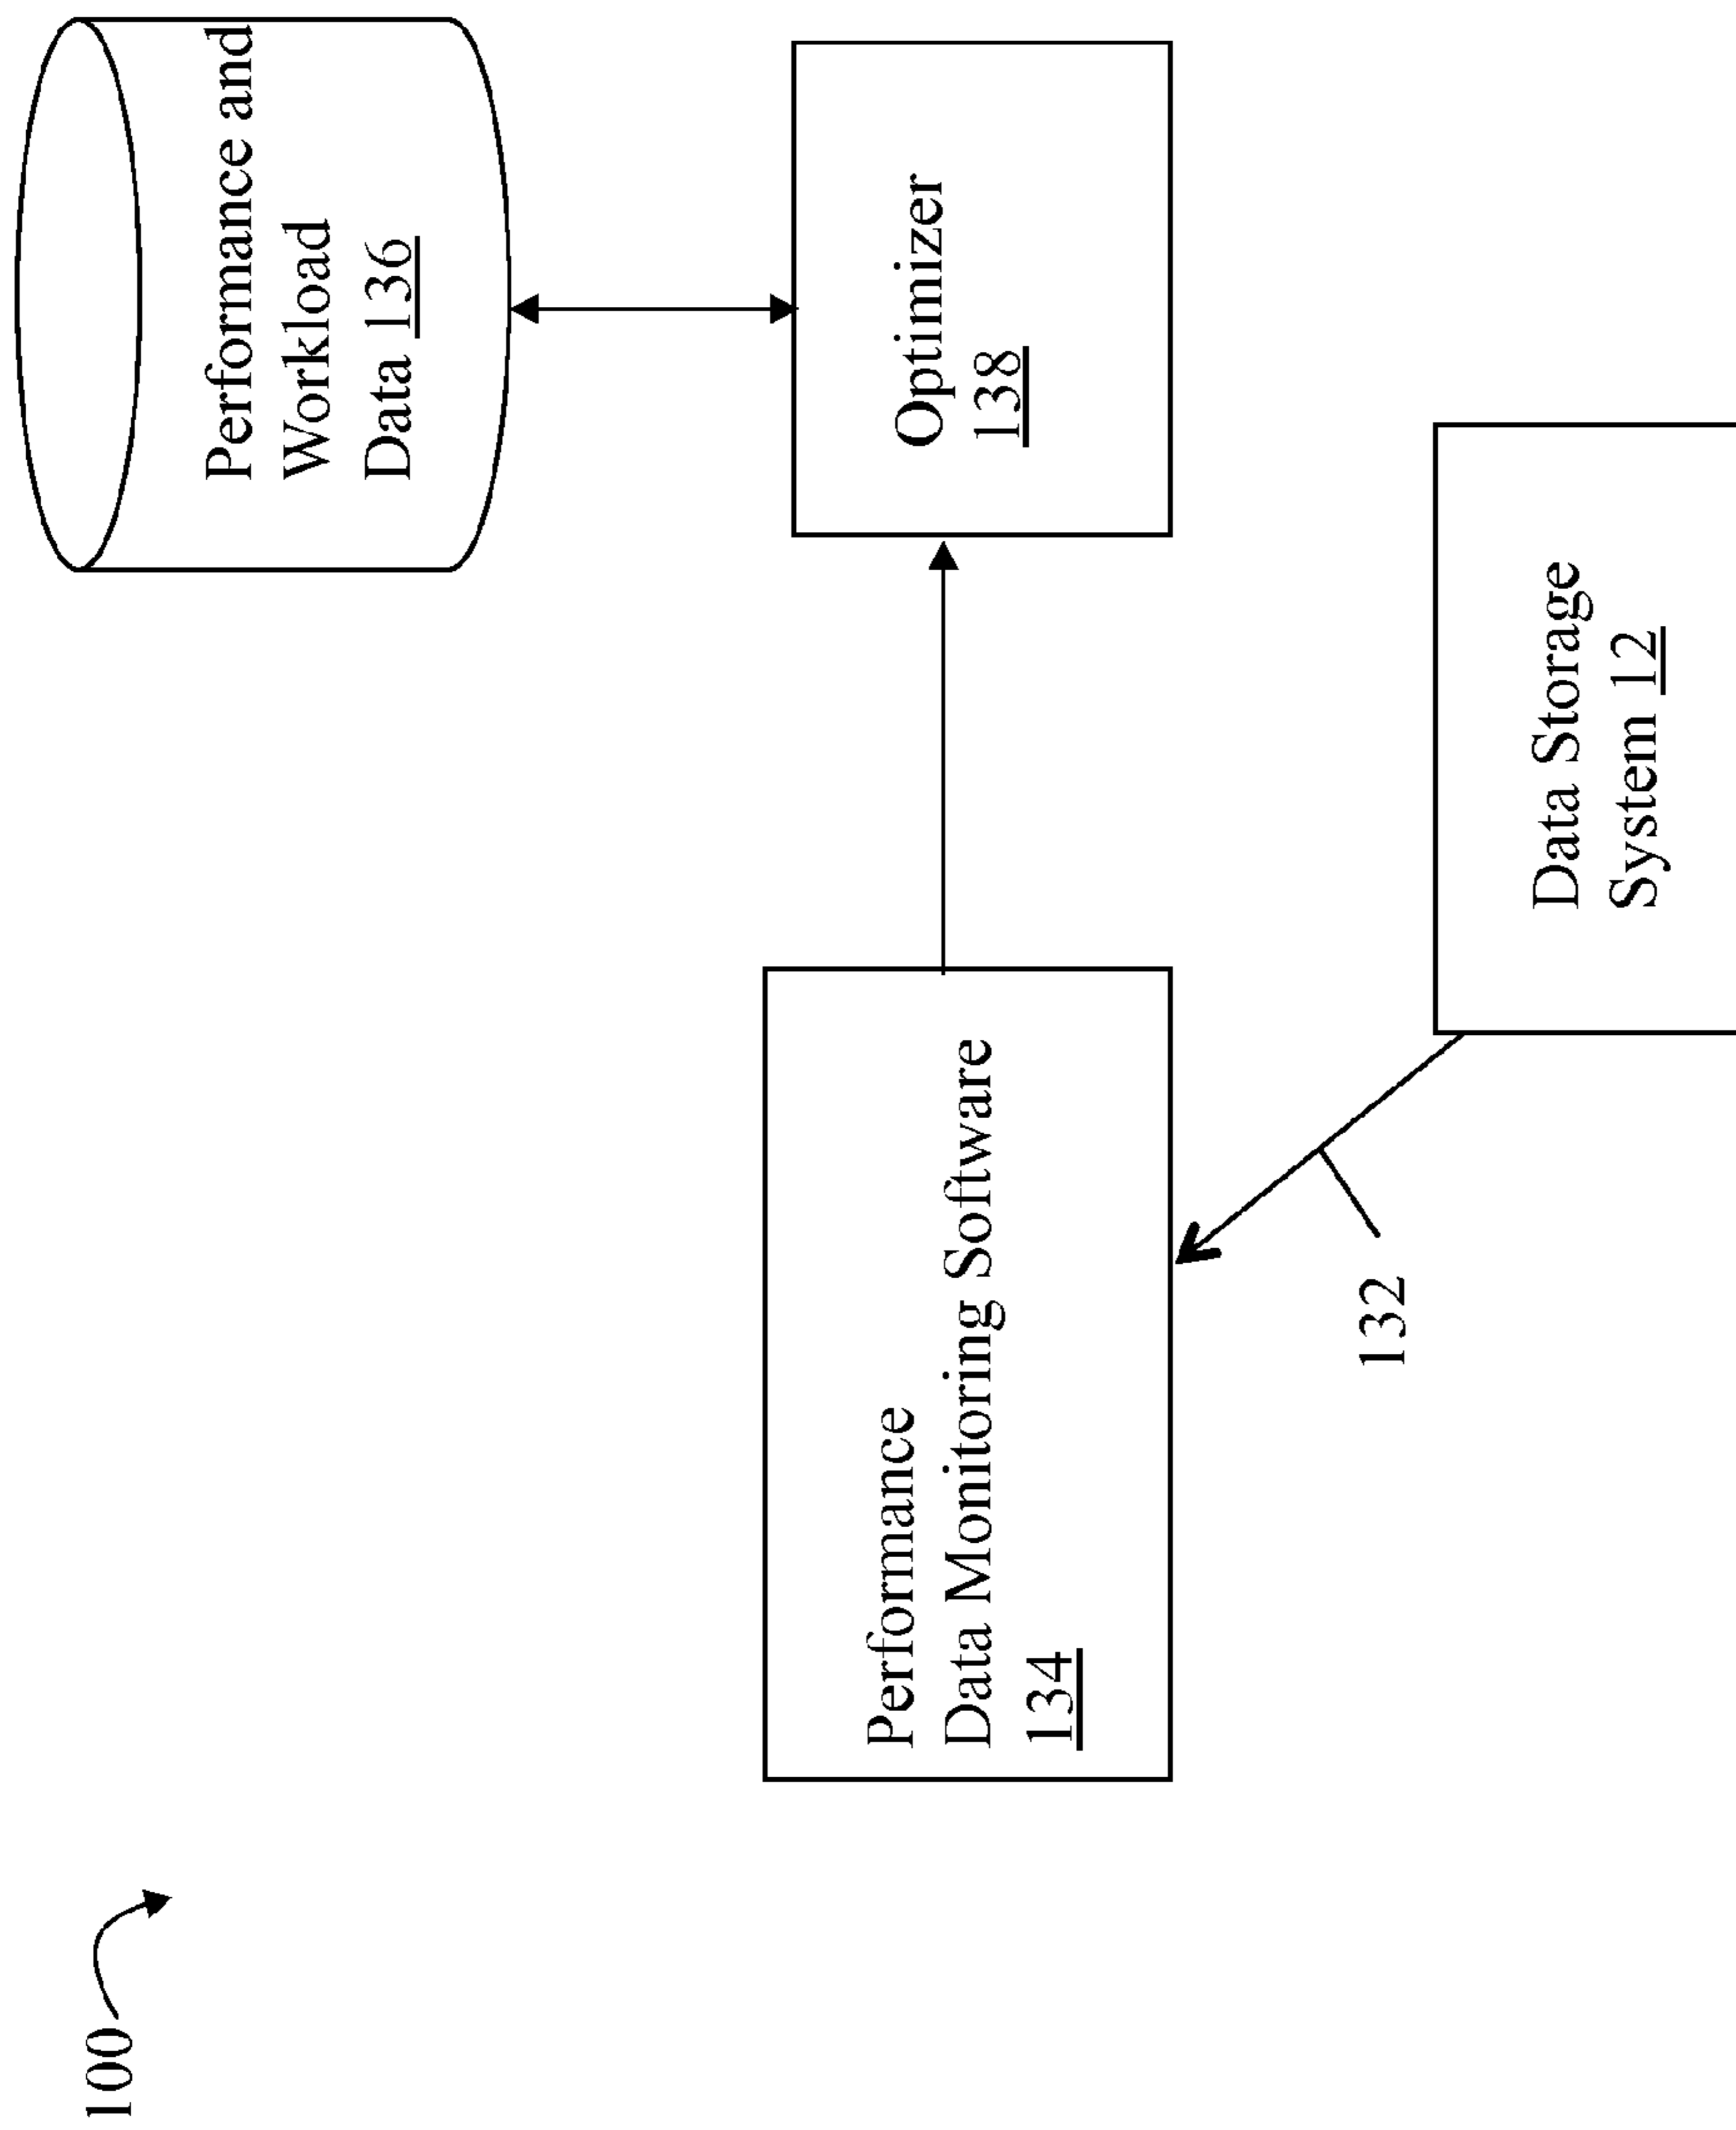 100
Performance
Data Monitoring Software
134
132
Performance and
Workload
Data 136
Optimizer
138
Data Storage
System 12